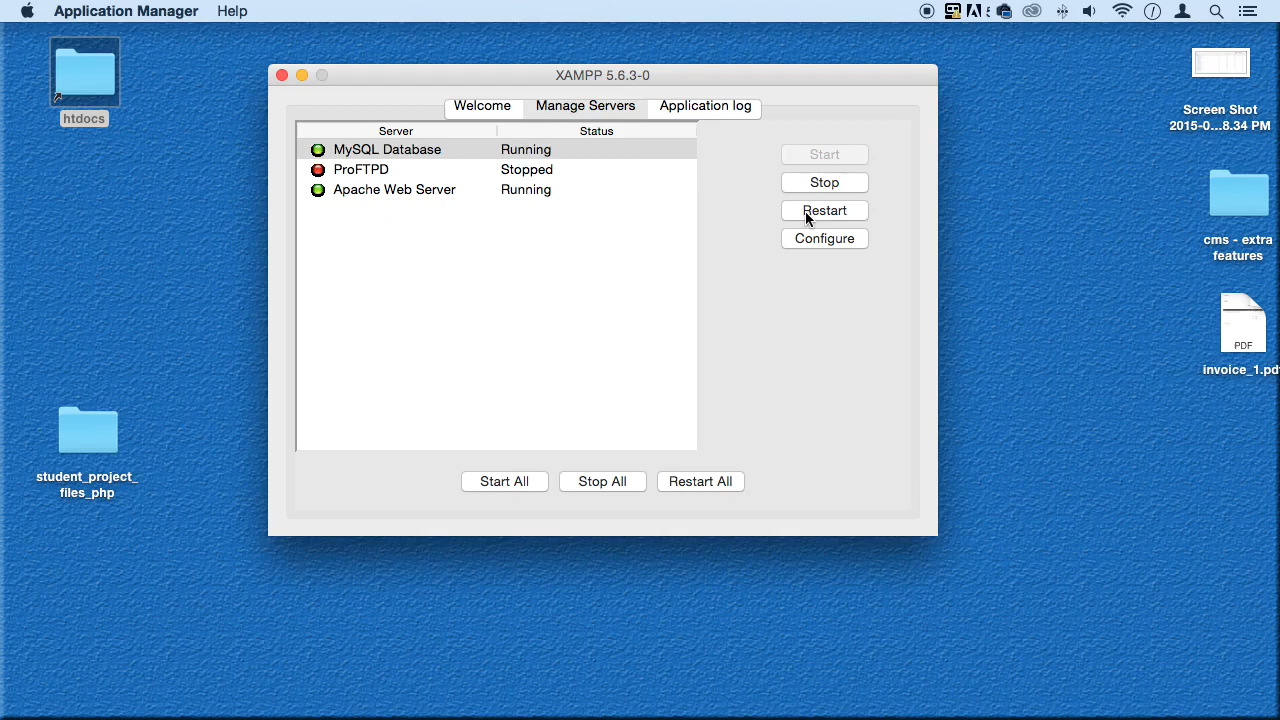 Application Manager Help
htdocs
student_project_
files_php
XAMPP 5.6.3-0
Welcome Manage Servers Application log
Server Status
MySQL Database Running
ProFTPD Stopped
Apache Web Server Running
Start
Stop
Restart
Configure
Start All Stop All Restart All
Screen Shot
2015-0...8.34 PM
cms - extra
features
PDF
invoice_1.pdf